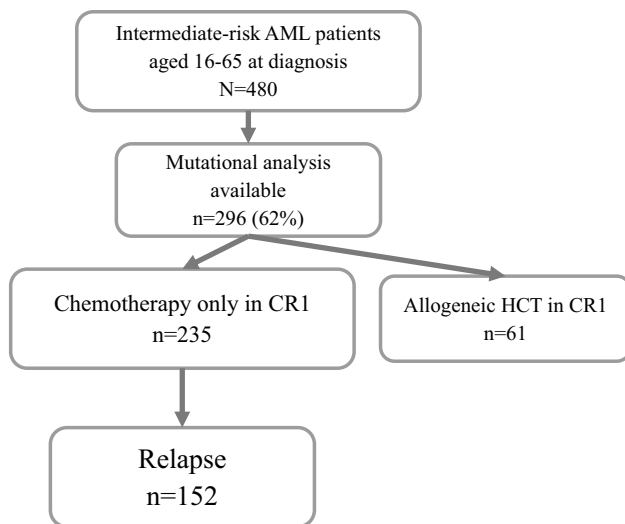 Intermediate-risk AML patients
aged 16-65 at diagnosis
N=480
Mutational analysis
available
n=296 (62%)
Chemotherapy only in CR1
n=235
Allogeneic HCT in CR1
n=61
Relapse
n=152